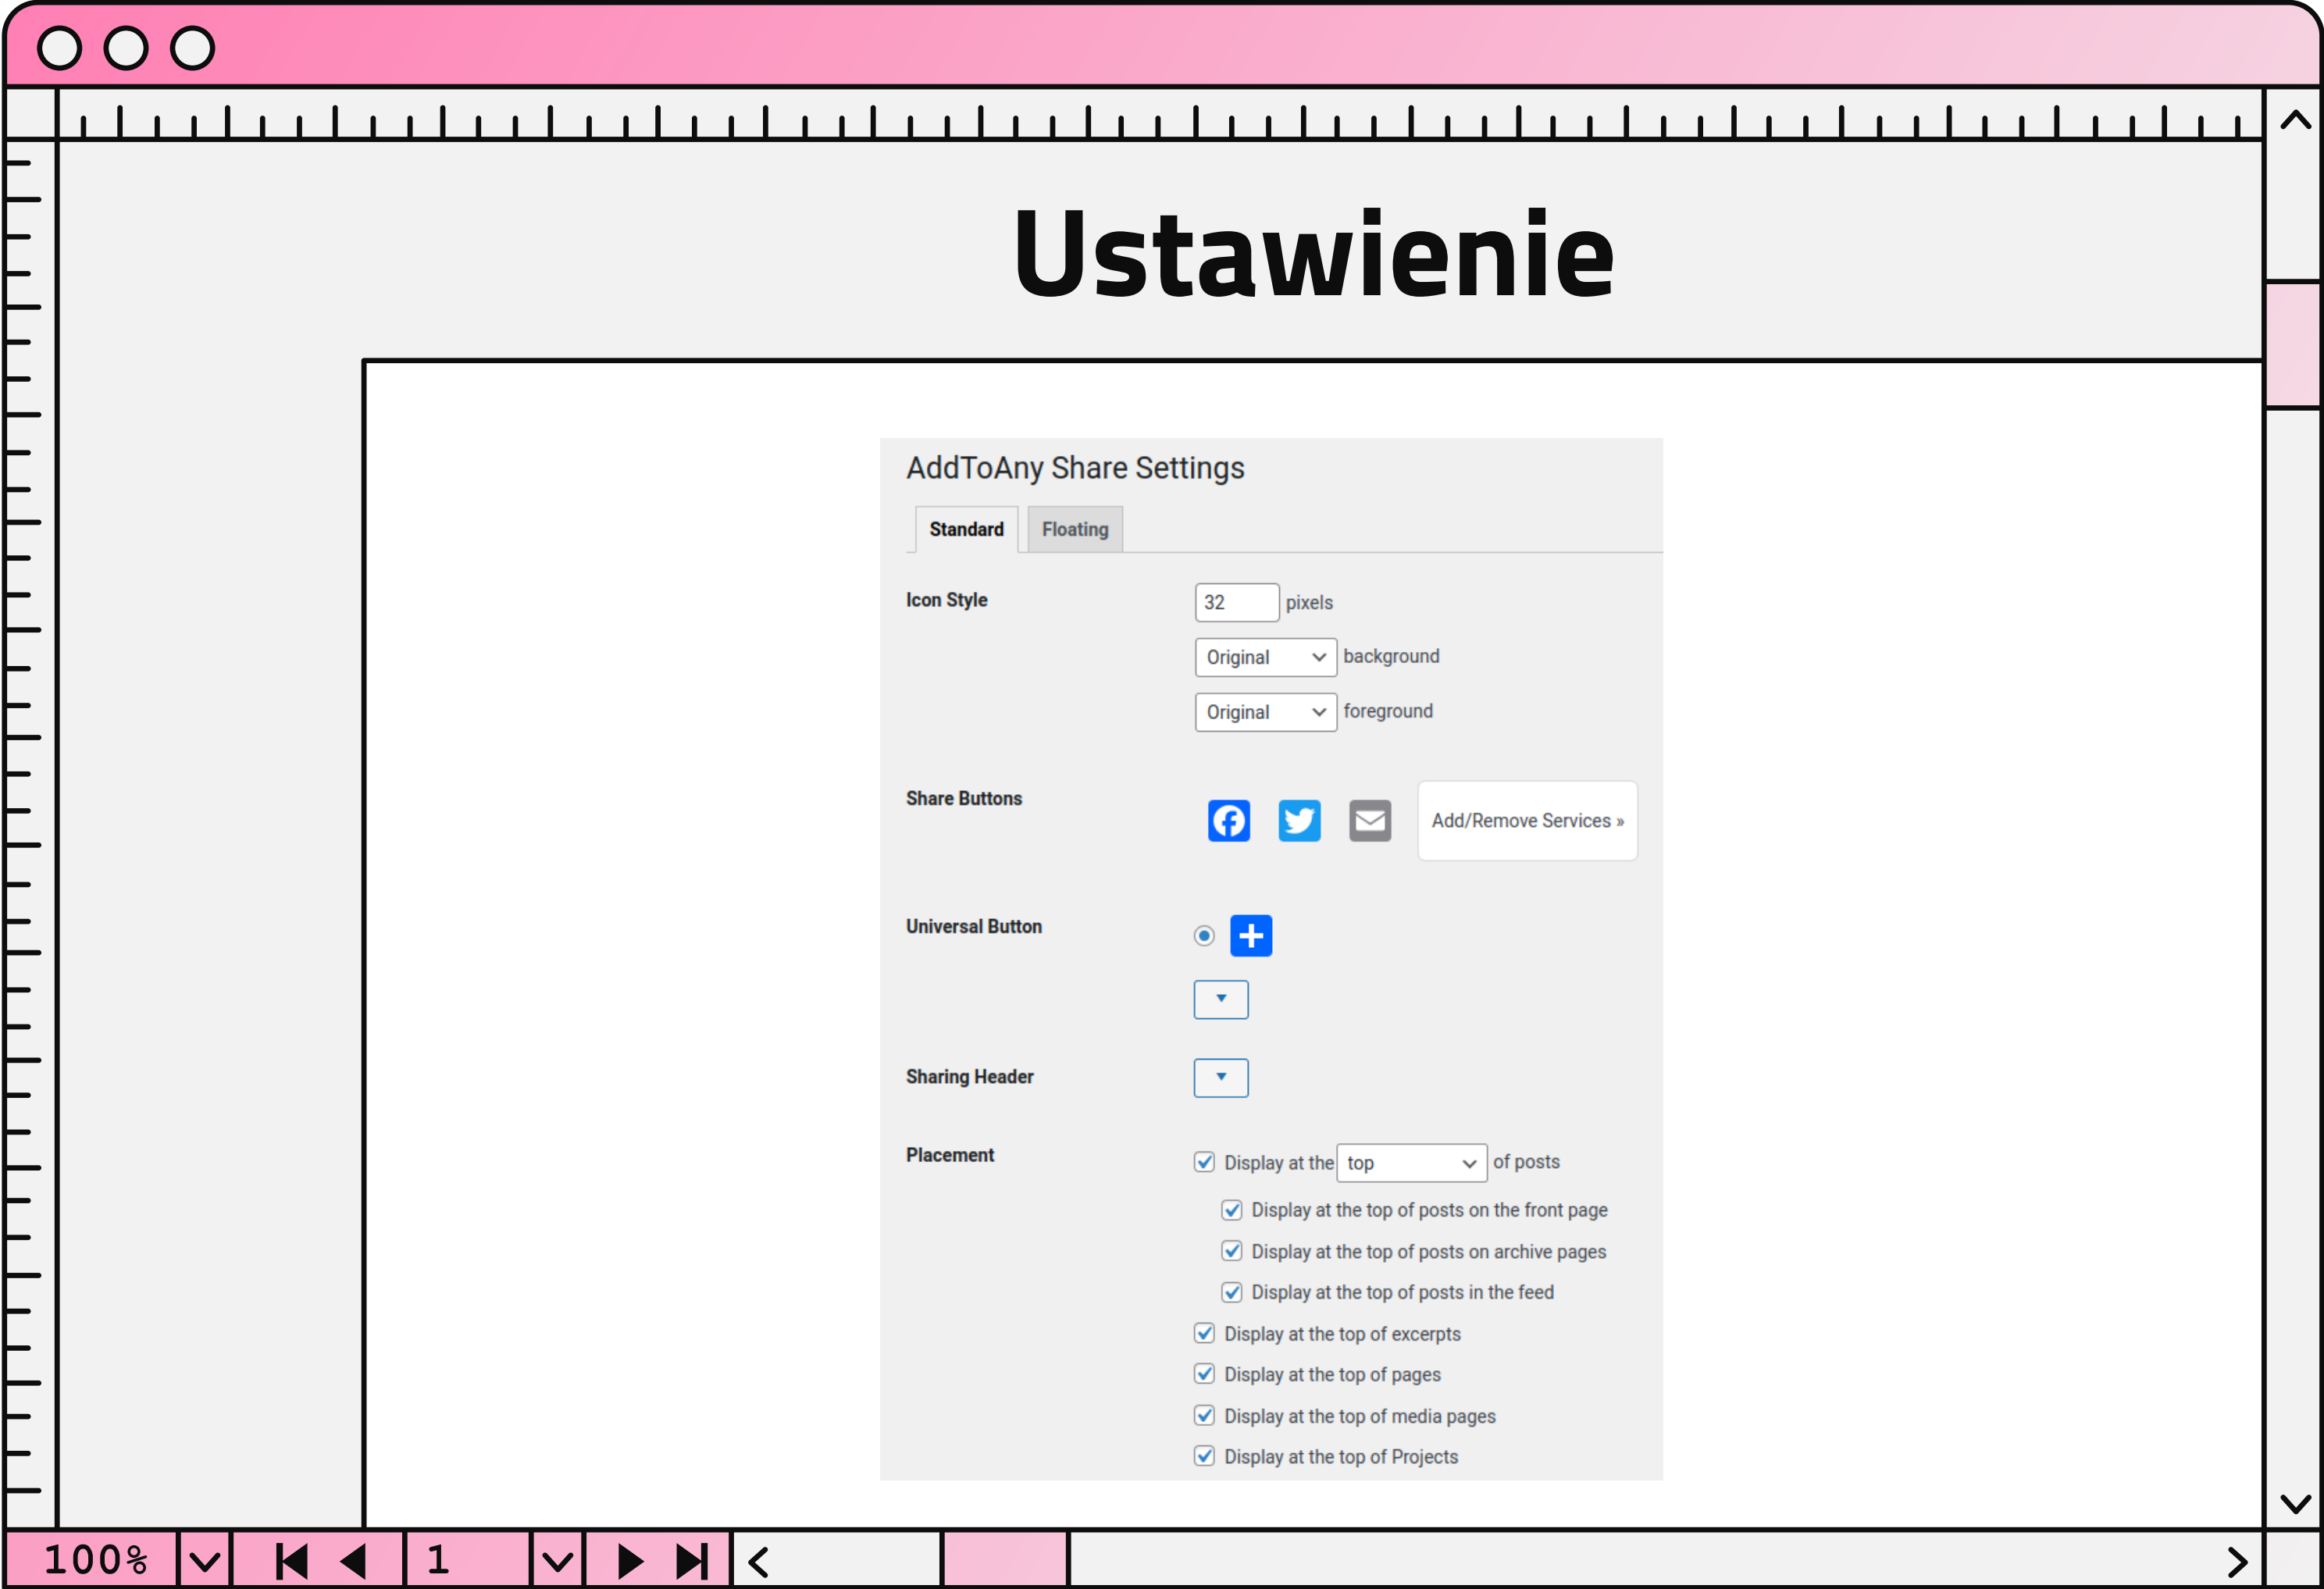 Ustawienie
AddToAny Share Settings
Standard Floating
Icon Style 32 pixels
Original background
Original foreground
Share Buttons Add/Remove Services »
Universal Button
Sharing Header
Placement Display at the top of posts
Display at the top of posts on the front page
Display at the top of posts on archive pages
Display at the top of posts in the feed
Display at the top of excerpts
Display at the top of pages
Display at the top of media pages
Display at the top of Projects
100% 1